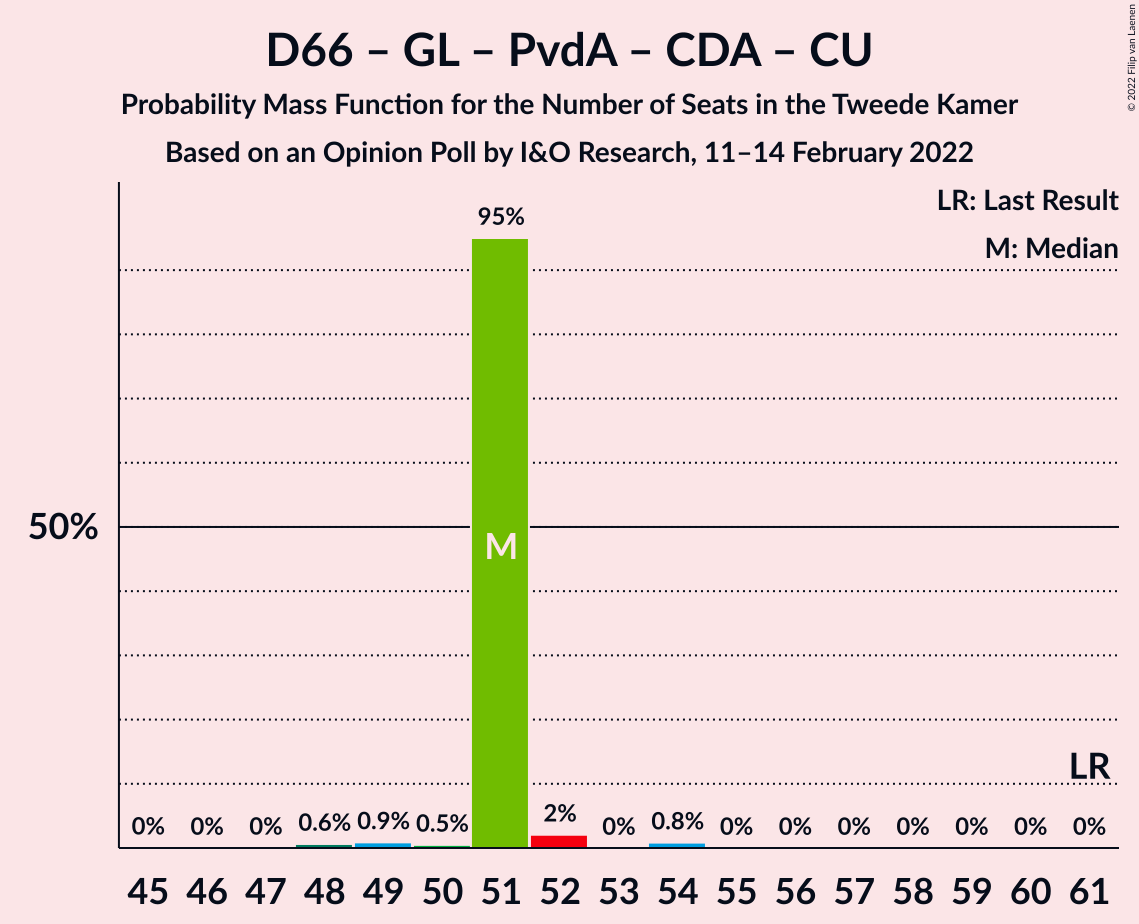 D66 – GL – PvdA – CDA – CU
Probability Mass Function for the Number of Seats in the Tweede Kamer
Based on an Opinion Poll by I&O Research, 11–14 February 2022
© 2022 Filip van Laenen
LR: Last Result
M: Median
95%
50%
M
LR
0% 0% 0% 0.6% 0.9% 0.5% 2% 0% 0.8% 0% 0% 0% 0% 0% 0% 0%
45 46 47 48 49 50 51 52 53 54 55 56 57 58 59 60 61